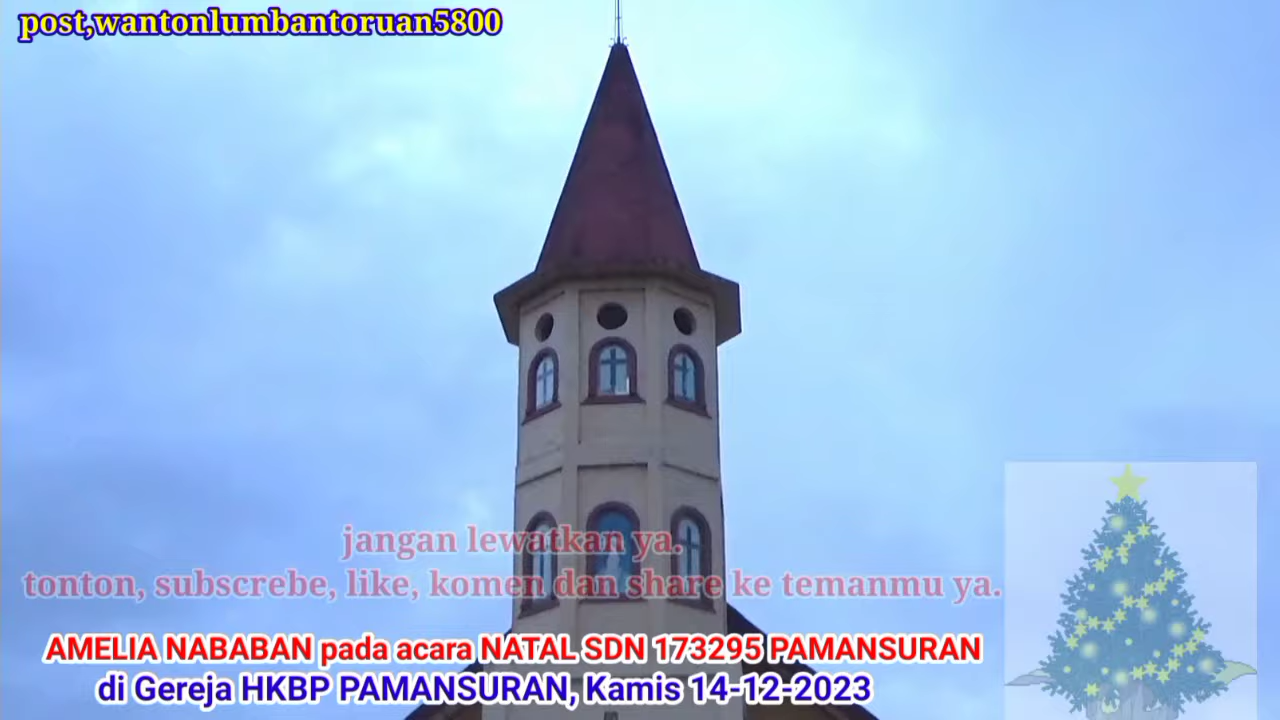 post,wantonlumbantoruan5800
jangan lewatkan ya.
tonton, subscrebe, like, komen dan share ke temanmu ya.
AMELIA NABABAN pada acara NATAL SDN 173295 PAMANSURAN
di Gereja HKBP PAMANSURAN, Kamis 14-12-2023